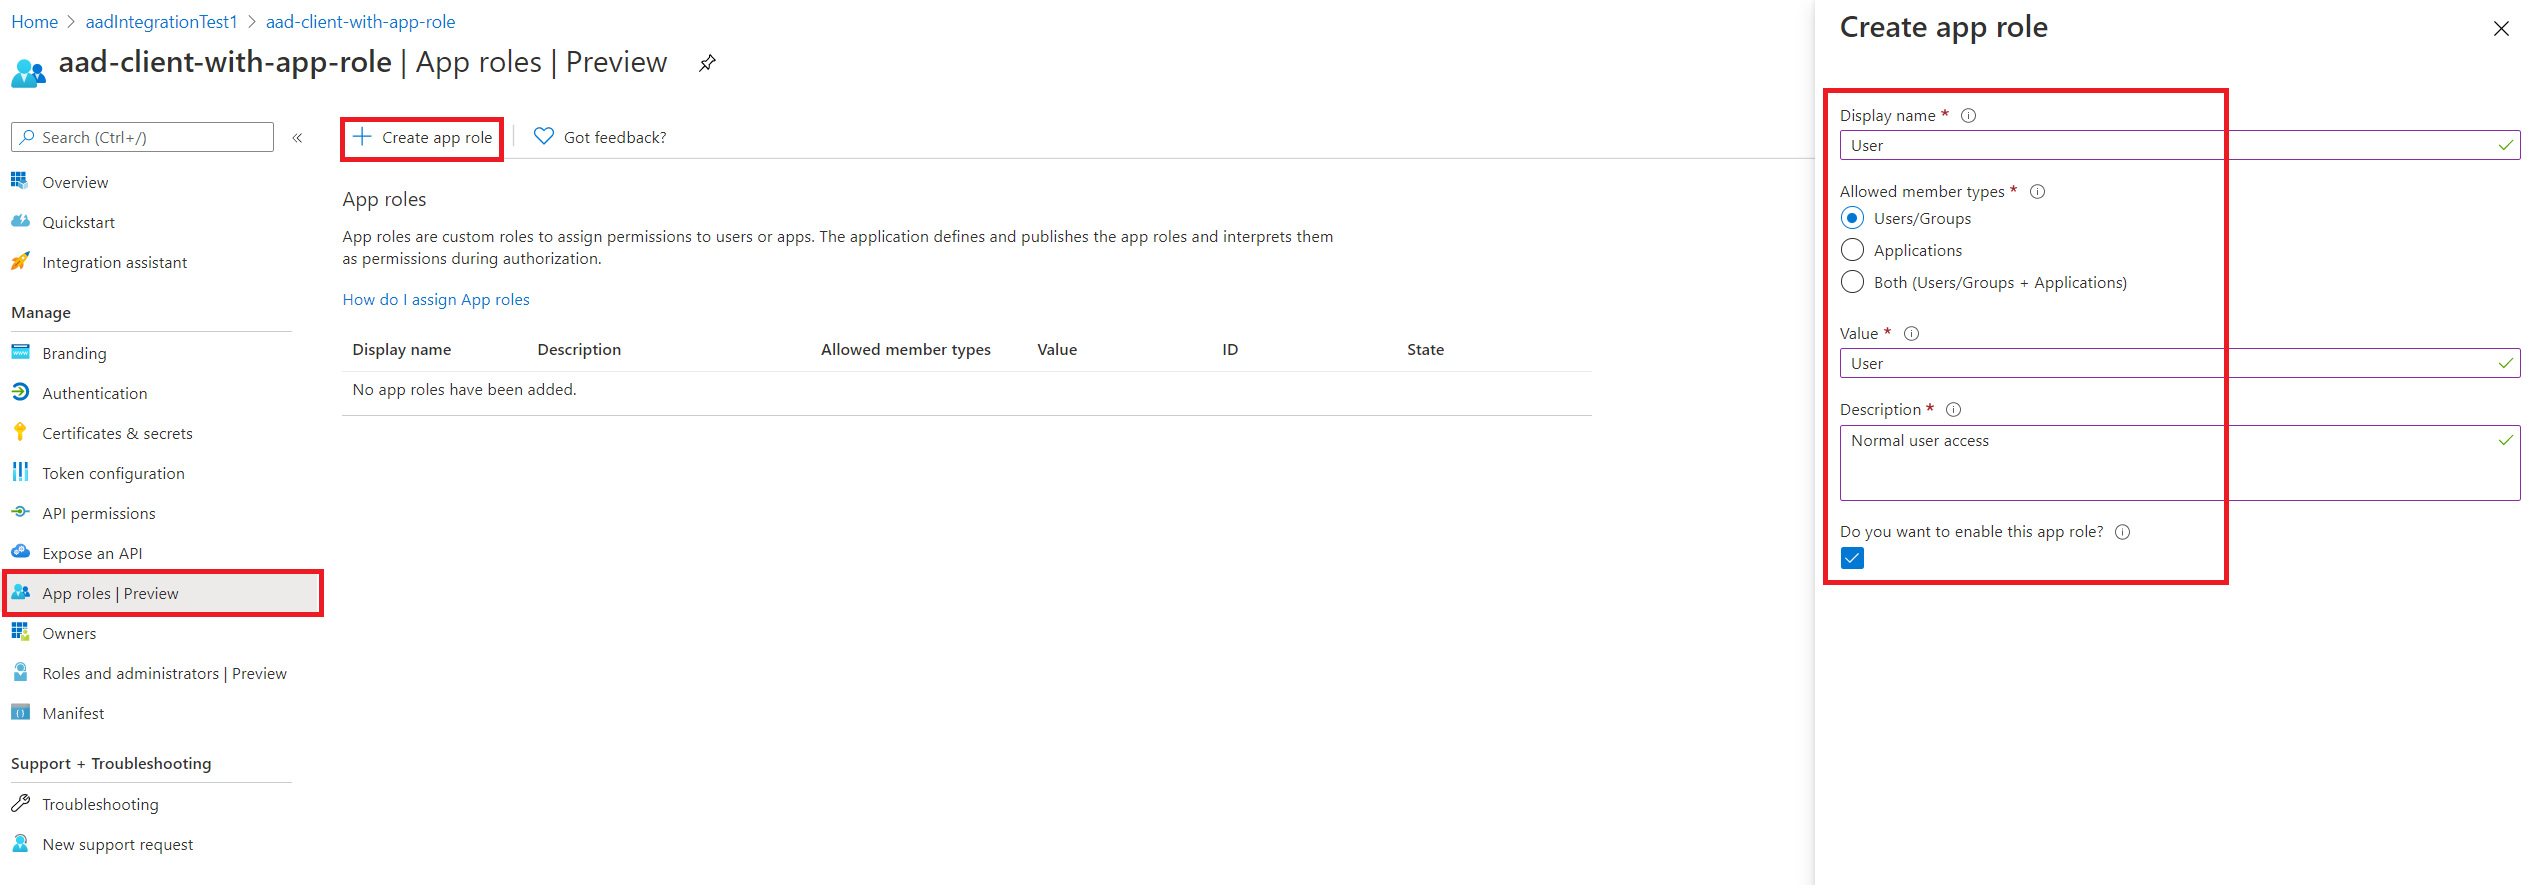 Home > aadIntegrationTest1 > aad-client-with-app-role
aad-client-with-app-role | App roles | Preview
Search (Ctrl+/)
«
Overview
Quickstart
Integration assistant
Manage
Branding
Authentication
Certificates & secrets
Token configuration
API permissions
Expose an API
App roles | Preview
Owners
Roles and administrators | Preview
Manifest
Support + Troubleshooting
Troubleshooting
New support request
+ Create app role
Got feedback?
App roles
App roles are custom roles to assign permissions to users or apps. The application defines and publishes the app roles and interprets them
as permissions during authorization.
How do I assign App roles
Display name Description Allowed member types Value ID State
No app roles have been added.
Create app role
Display name *
User
Allowed member types *
Users/Groups
Applications
Both (Users/Groups + Applications)
Value *
User
Description *
Normal user access
Do you want to enable this app role?